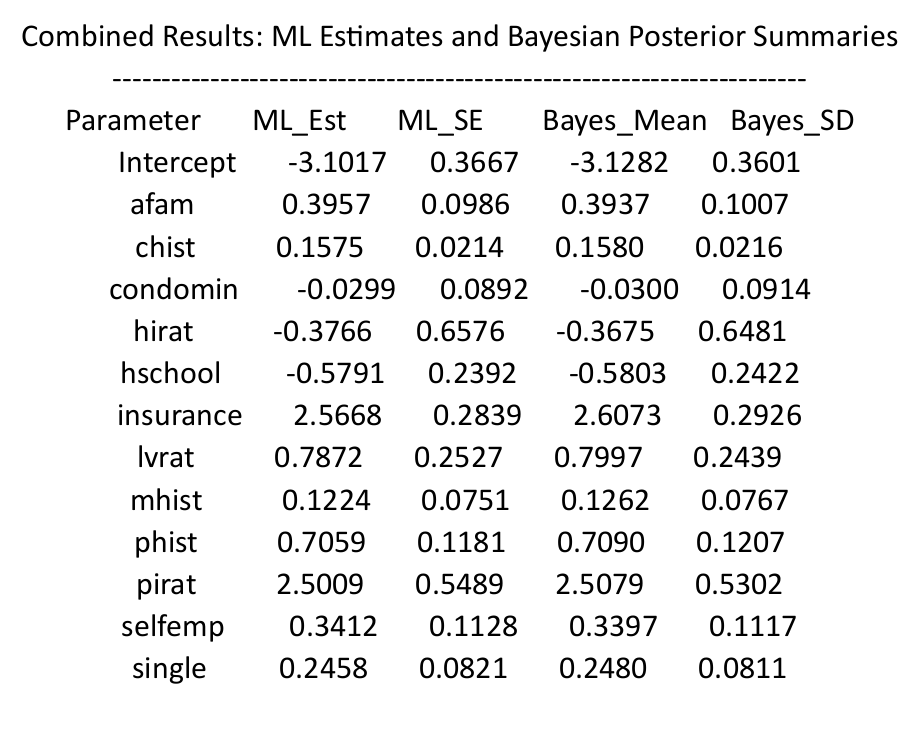 Combined Results: ML Estimates and Bayesian Posterior Summaries
----------------------------------------------------------------------
Parameter ML_Est ML_SE Bayes_Mean Bayes_SD
Intercept -3.1017 0.3667 -3.1282 0.3601
afam 0.3957 0.0986 0.3937 0.1007
chist 0.1575 0.0214 0.1580 0.0216
condomin -0.0299 0.0892 -0.0300 0.0914
hirat -0.3766 0.6576 -0.3675 0.6481
hschool -0.5791 0.2392 -0.5803 0.2422
insurance 2.5668 0.2839 2.6073 0.2926
lvrat 0.7872 0.2527 0.7997 0.2439
mhist 0.1224 0.0751 0.1262 0.0767
phist 0.7059 0.1181 0.7090 0.1207
pirat 2.5009 0.5489 2.5079 0.5302
selfemp 0.3412 0.1128 0.3397 0.1117
single 0.2458 0.0821 0.2480 0.0811